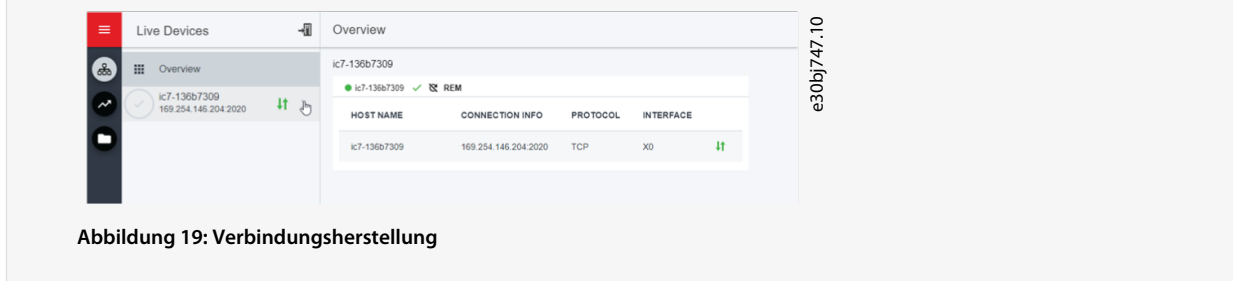 Live Devices
Overview
Overview
ic7-136b7309
169.254.146.204:2020
ic7-136b7309
ic7-136b7309 REM
HOST NAME CONNECTION INFO PROTOCOL INTERFACE
ic7-136b7309 169.254.146.204:2020 TCP X0
e30bj747.10
Abbildung 19: Verbindungsherstellung